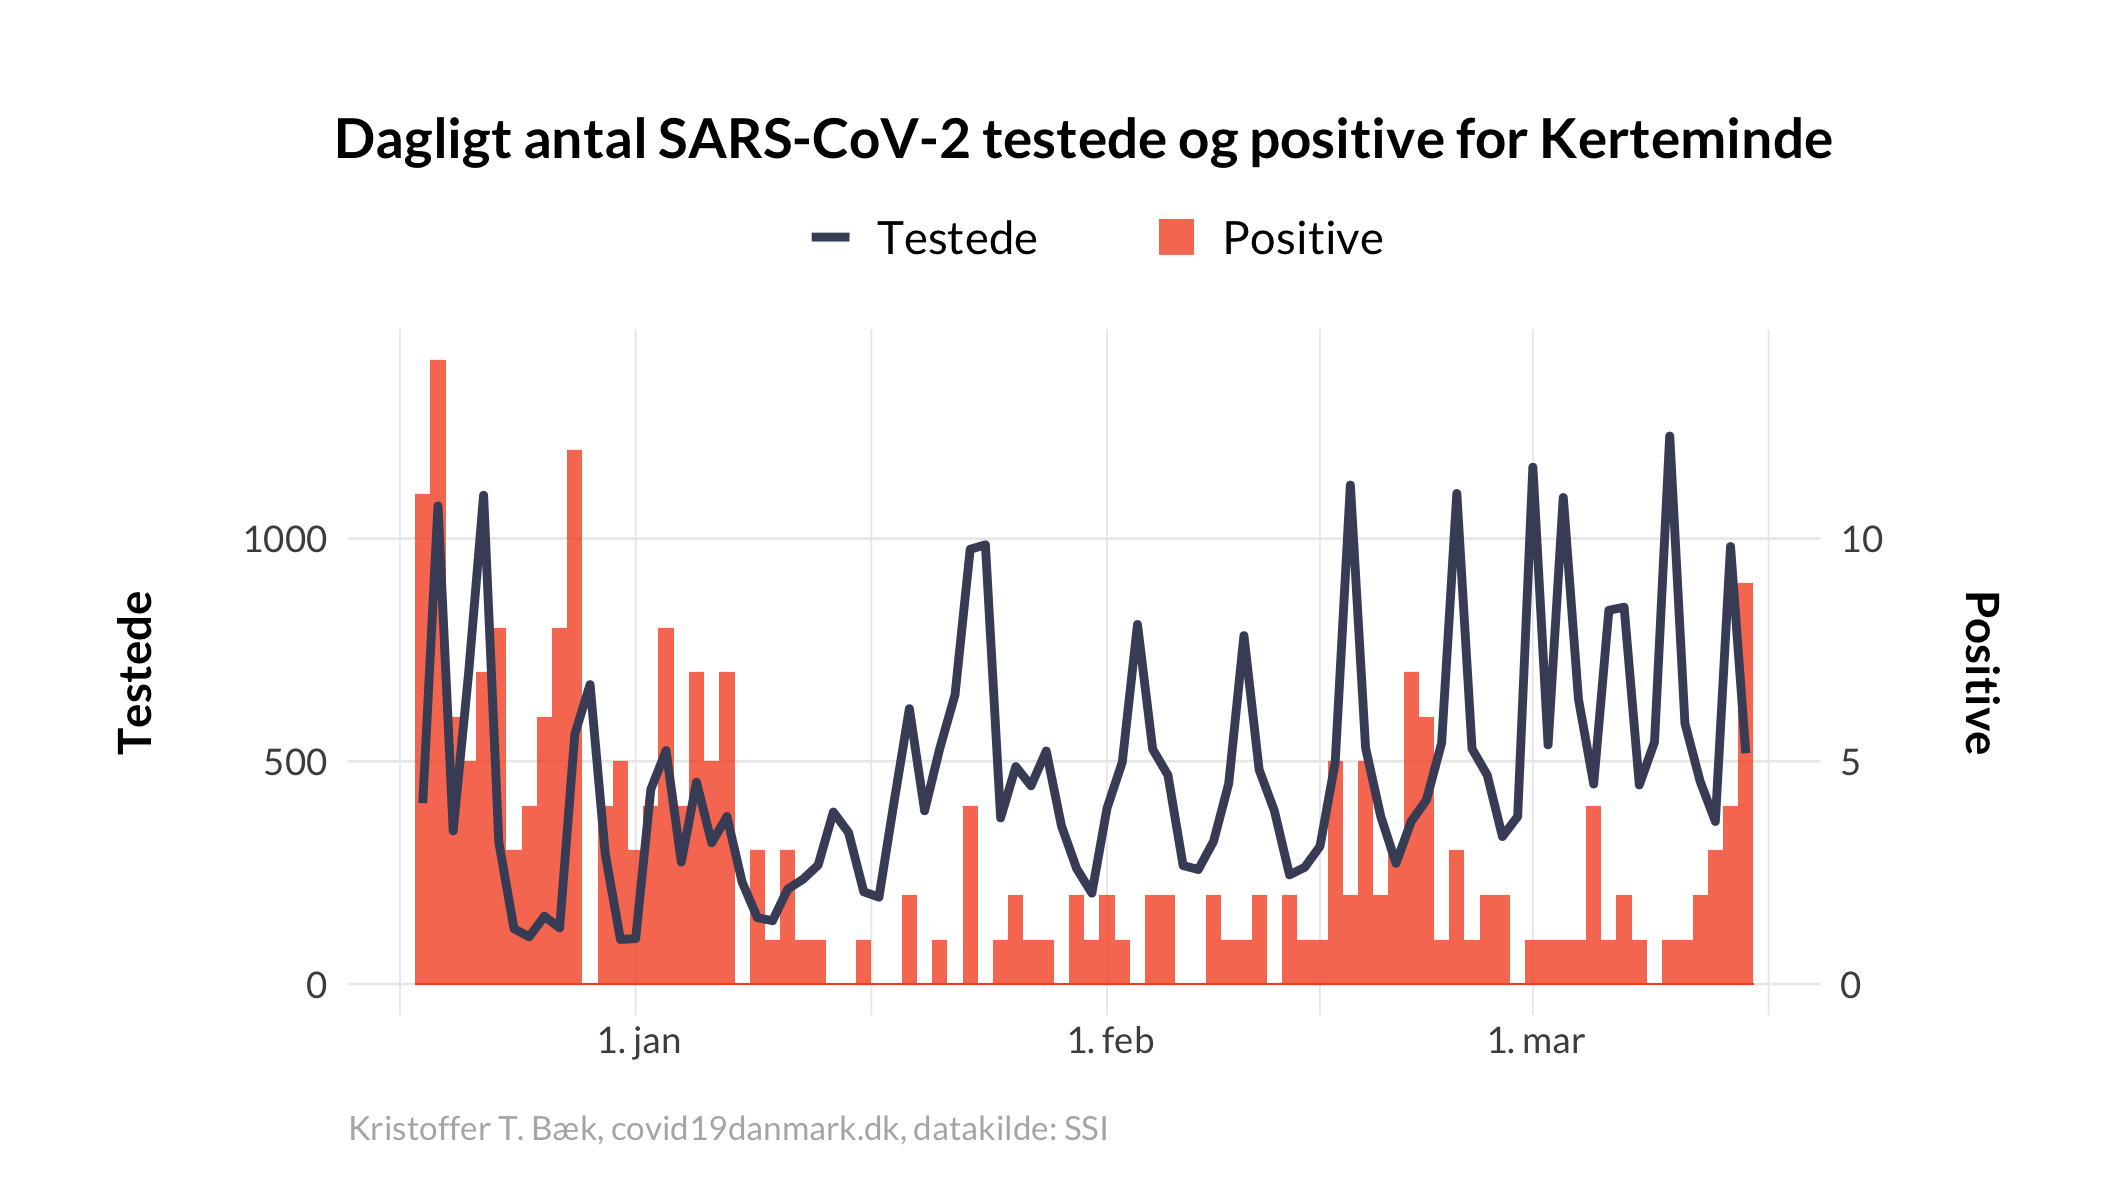 Dagligt antal SARS-CoV-2 testede og positive for Kerteminde
Testede
Positive
1000
500
0
Testede
10
5
0
Positive
1. jan
1. feb
1. mar
Kristoffer T. Bæk, covid19danmark.dk, datakilde: SSI